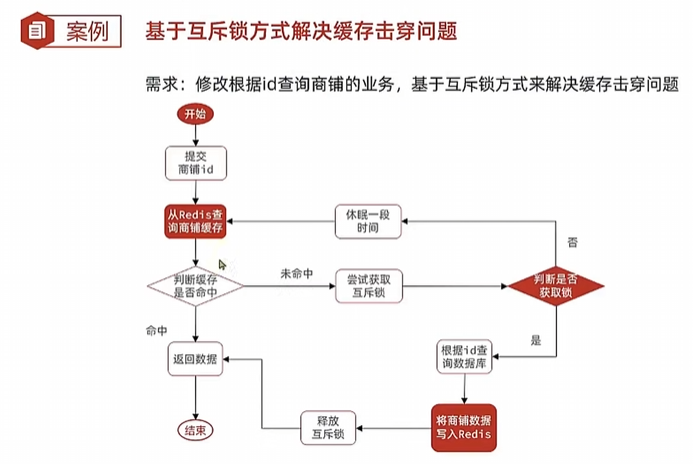 案例
基于互斥锁方式解决缓存击穿问题
需求：修改根据id查询商铺的业务，基于互斥锁方式来解决缓存击穿问题
开始
提交
商铺id
从Redis查
询商铺缓存
休眠一段
时间
否
判断缓存
是否命中
未命中
尝试获取
互斥锁
判断是否
获取锁
命中
是
返回数据
根据id查
询数据库
结束
释放
互斥锁
将商铺数据
写入Redis